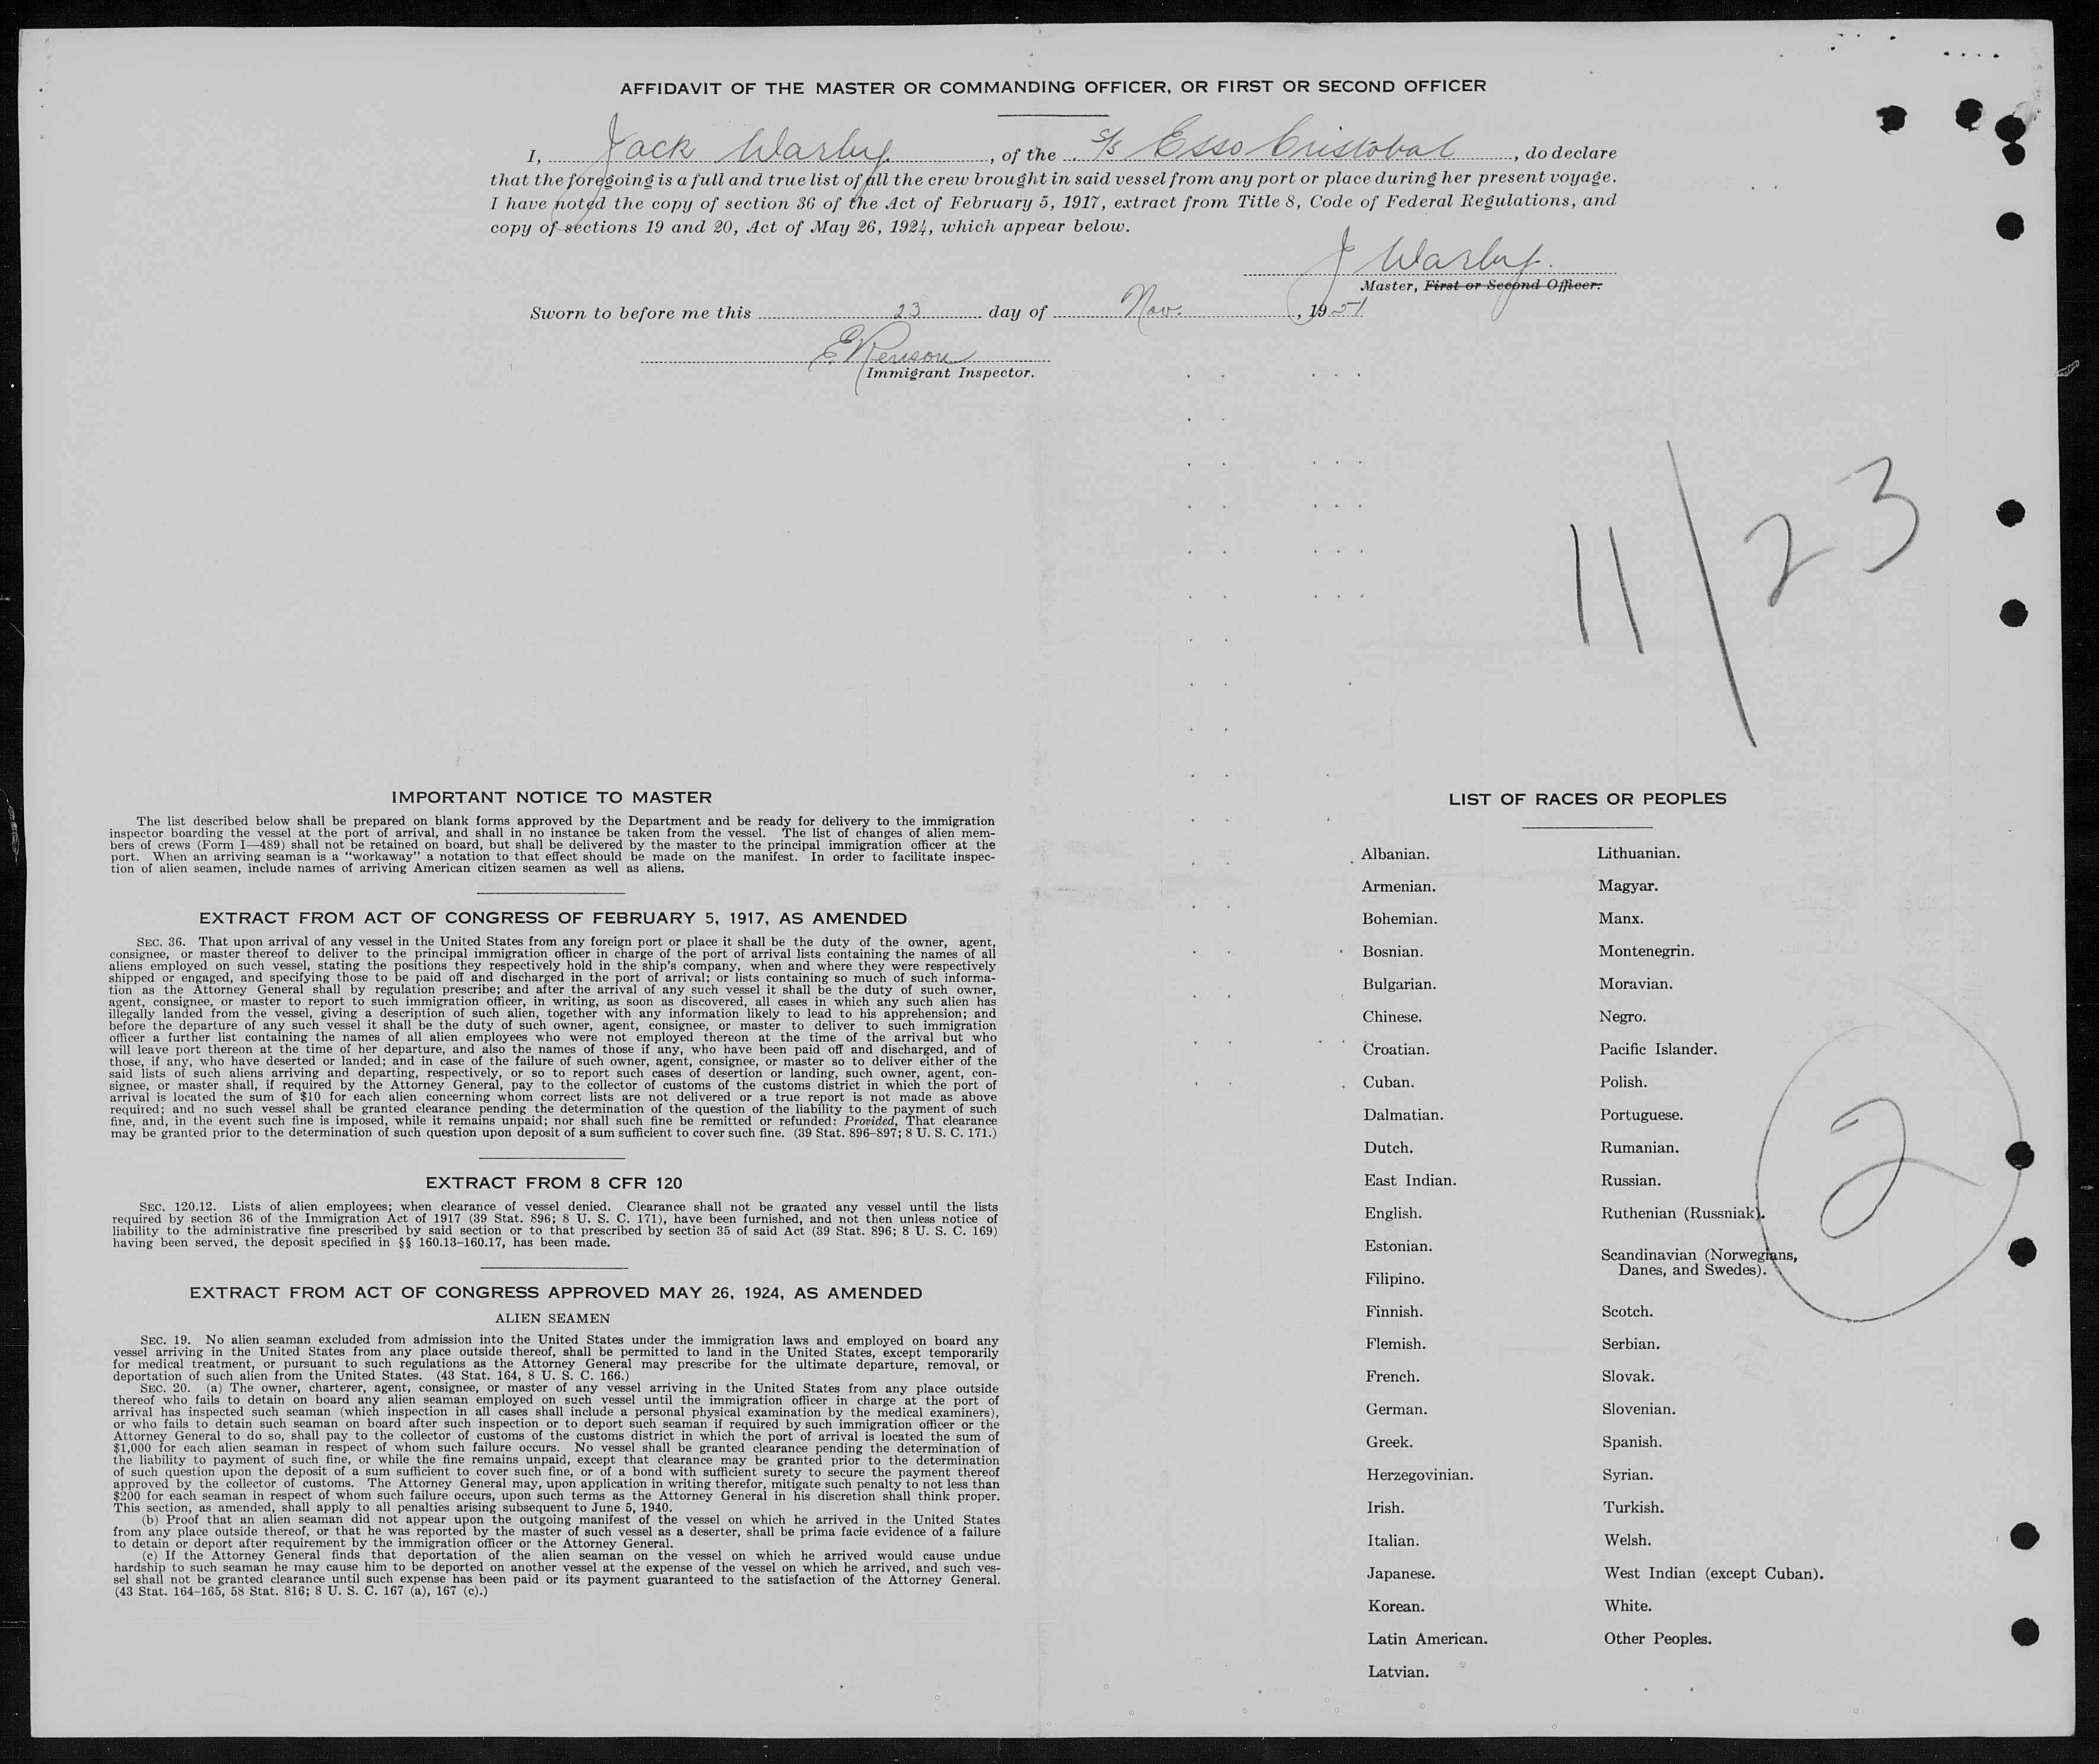 AFFIDAVIT OF THE MASTER OR COMMANDING OFFICER, OR FIRST OR SECOND OFFICER
I, Jack Warby, of the S/S Esso Cristobal, do declare
that the foregoing is a full and true list of all the crew brought in said vessel from any port or place during her present voyage.
I have noted the copy of section 36 of the Act of February 5, 1917, extract from Title 8, Code of Federal Regulations, and
copy of sections 19 and 20, Act of May 26, 1924, which appear below.
J Warby.
Master, First or Second Officer.
Sworn to before me this 23 day of Nov., 1951
Immigrant Inspector.
11/23
IMPORTANT NOTICE TO MASTER
The list described below shall be prepared on blank forms approved by the Department and be ready for delivery to the immigration
inspector boarding the vessel at the port of arrival, and shall in no instance be taken from the vessel. The list of changes of alien mem-
bers of crews (Form I—489) shall not be retained on board, but shall be delivered by the master to the principal immigration officer at the
port. When an arriving seaman is a "workaway" a notation to that effect should be made on the manifest. In order to facilitate inspec-
tion of alien seamen, include names of arriving American citizen seamen as well as aliens.
EXTRACT FROM ACT OF CONGRESS OF FEBRUARY 5, 1917, AS AMENDED
SEC. 36. That upon arrival of any vessel in the United States from any foreign port or place it shall be the duty of the owner, agent,
consignee, or master thereof to deliver to the principal immigration officer in charge of the port of arrival lists containing the names of all
aliens employed on such vessel, stating the positions they respectively hold in the ship's company, when and where they were respectively
shipped or engaged, and specifying those to be paid off and discharged in the port of arrival; or lists containing so much of such informa-
tion as the Attorney General shall by regulation prescribe; and after the arrival of any such vessel it shall be the duty of such owner,
agent, consignee, or master to report to such immigration officer, in writing, as soon as discovered, all cases in which any such alien has
illegally landed from the vessel, giving a description of such alien, together with any information likely to lead to his apprehension; and
before the departure of any such vessel it shall be the duty of such owner, agent, consignee, or master to deliver to such immigration
officer a further list containing the names of all alien employees who were not employed thereon at the time of the arrival but who
will leave port thereon at the time of her departure, and also the names of those if any, who have been paid off and discharged, and of
those, if any, who have deserted or landed; and in case of the failure of such owner, agent, consignee, or master so to deliver either of the
said lists of such aliens arriving and departing, respectively, or so to report such cases of desertion or landing, such owner, agent, con-
signee, or master shall, if required by the Attorney General, pay to the collector of customs of the customs district in which the port of
arrival is located the sum of $10 for each alien concerning whom correct lists are not delivered or a true report is not made as above
required; and no such vessel shall be granted clearance pending the determination of the question of the liability to the payment of such
fine, and, in the event such fine is imposed, while it remains unpaid; nor shall such fine be remitted or refunded: Provided, That clearance
may be granted prior to the determination of such question upon deposit of a sum sufficient to cover such fine. (39 Stat. 896–897; 8 U. S. C. 171.)
EXTRACT FROM 8 CFR 120
SEC. 120.12. Lists of alien employees; when clearance of vessel denied. Clearance shall not be granted any vessel until the lists
required by section 36 of the Immigration Act of 1917 (39 Stat. 896; 8 U. S. C. 171), have been furnished, and not then unless notice of
liability to the administrative fine prescribed by said section or to that prescribed by section 35 of said Act (39 Stat. 896; 8 U. S. C. 169)
having been served, the deposit specified in §§ 160.13–160.17, has been made.
EXTRACT FROM ACT OF CONGRESS APPROVED MAY 26, 1924, AS AMENDED
ALIEN SEAMEN
SEC. 19. No alien seaman excluded from admission into the United States under the immigration laws and employed on board any
vessel arriving in the United States from any place outside thereof, shall be permitted to land in the United States, except temporarily
for medical treatment, or pursuant to such regulations as the Attorney General may prescribe for the ultimate departure, removal, or
deportation of such alien from the United States. (43 Stat. 164, 8 U. S. C. 166.)
SEC. 20. (a) The owner, charterer, agent, consignee, or master of any vessel arriving in the United States from any place outside
thereof who fails to detain on board any alien seaman employed on such vessel until the immigration officer in charge at the port of
arrival has inspected such seaman (which inspection in all cases shall include a personal physical examination by the medical examiners),
or who fails to detain such seaman on board after such inspection or to deport such seaman if required by such immigration officer or the
Attorney General to do so, shall pay to the collector of customs of the customs district in which the port of arrival is located the sum of
$1,000 for each alien seaman in respect of whom such failure occurs. No vessel shall be granted clearance pending the determination of
the liability to payment of such fine, or while the fine remains unpaid, except that clearance may be granted prior to the determination
of such question upon the deposit of a sum sufficient to cover such fine, or of a bond with sufficient surety to secure the payment thereof
approved by the collector of customs. The Attorney General may, upon application in writing therefor, mitigate such penalty to not less than
$200 for each seaman in respect of whom such failure occurs, upon such terms as the Attorney General in his discretion shall think proper.
This section, as amended, shall apply to all penalties arising subsequent to June 5, 1940.
(b) Proof that an alien seaman did not appear upon the outgoing manifest of the vessel on which he arrived in the United States
from any place outside thereof, or that he was reported by the master of such vessel as a deserter, shall be prima facie evidence of a failure
to detain or deport after requirement by the immigration officer or the Attorney General.
(c) If the Attorney General finds that deportation of the alien seaman on the vessel on which he arrived would cause undue
hardship to such seaman he may cause him to be deported on another vessel at the expense of the vessel on which he arrived, and such ves-
sel shall not be granted clearance until such expense has been paid or its payment guaranteed to the satisfaction of the Attorney General.
(43 Stat. 164–165, 58 Stat. 816; 8 U. S. C. 167 (a), 167 (c).)
LIST OF RACES OR PEOPLES
Albanian.
Armenian.
Bohemian.
Bosnian.
Bulgarian.
Chinese.
Croatian.
Cuban.
Dalmatian.
Dutch.
East Indian.
English.
Estonian.
Filipino.
Finnish.
Flemish.
French.
German.
Greek.
Herzegovinian.
Irish.
Italian.
Japanese.
Korean.
Latin American.
Latvian.
Lithuanian.
Magyar.
Manx.
Montenegrin.
Moravian.
Negro.
Pacific Islander.
Polish.
Portuguese.
Rumanian.
Russian.
Ruthenian (Russniak).
Scandinavian (Norwegians,
Danes, and Swedes).
Scotch.
Serbian.
Slovak.
Slovenian.
Spanish.
Syrian.
Turkish.
Welsh.
West Indian (except Cuban).
White.
Other Peoples.
2